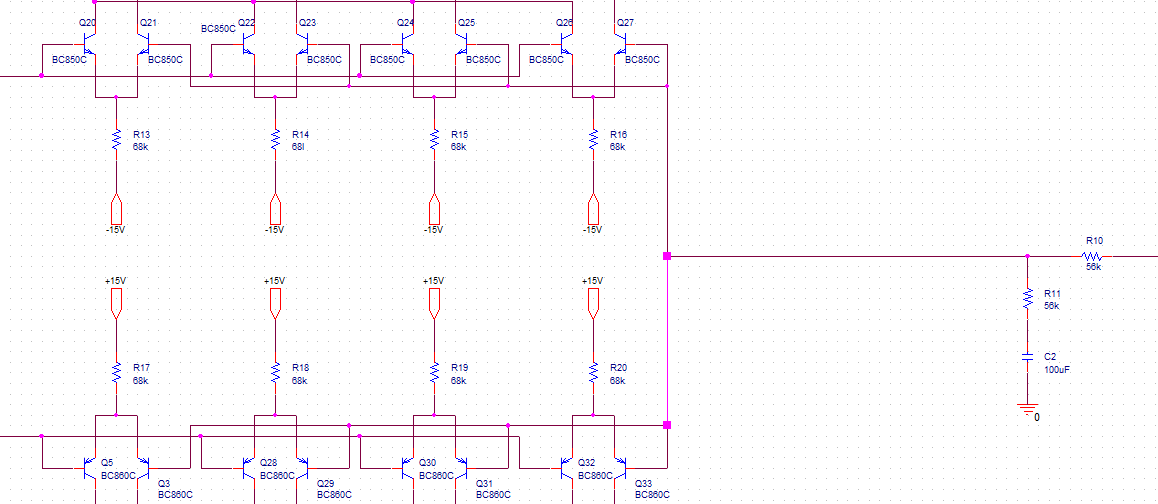 Q20
Q21
Q22
Q23
Q24
Q25
Q26
Q27
BC850C
BC850C
BC850C
BC850C
BC850C
BC850C
BC850C
BC850C
R13
68k
R14
68l
R15
68k
R16
68k
-15V
-15V
-15V
-15V
R10
56k
R11
56k
C2
100uF
0
+15V
+15V
+15V
+15V
R17
68k
R18
68k
R19
68k
R20
68k
Q5
BC860C
Q3
BC860C
Q28
BC860C
Q29
BC860C
Q30
BC860C
Q31
BC860C
Q32
BC860C
Q33
BC860C